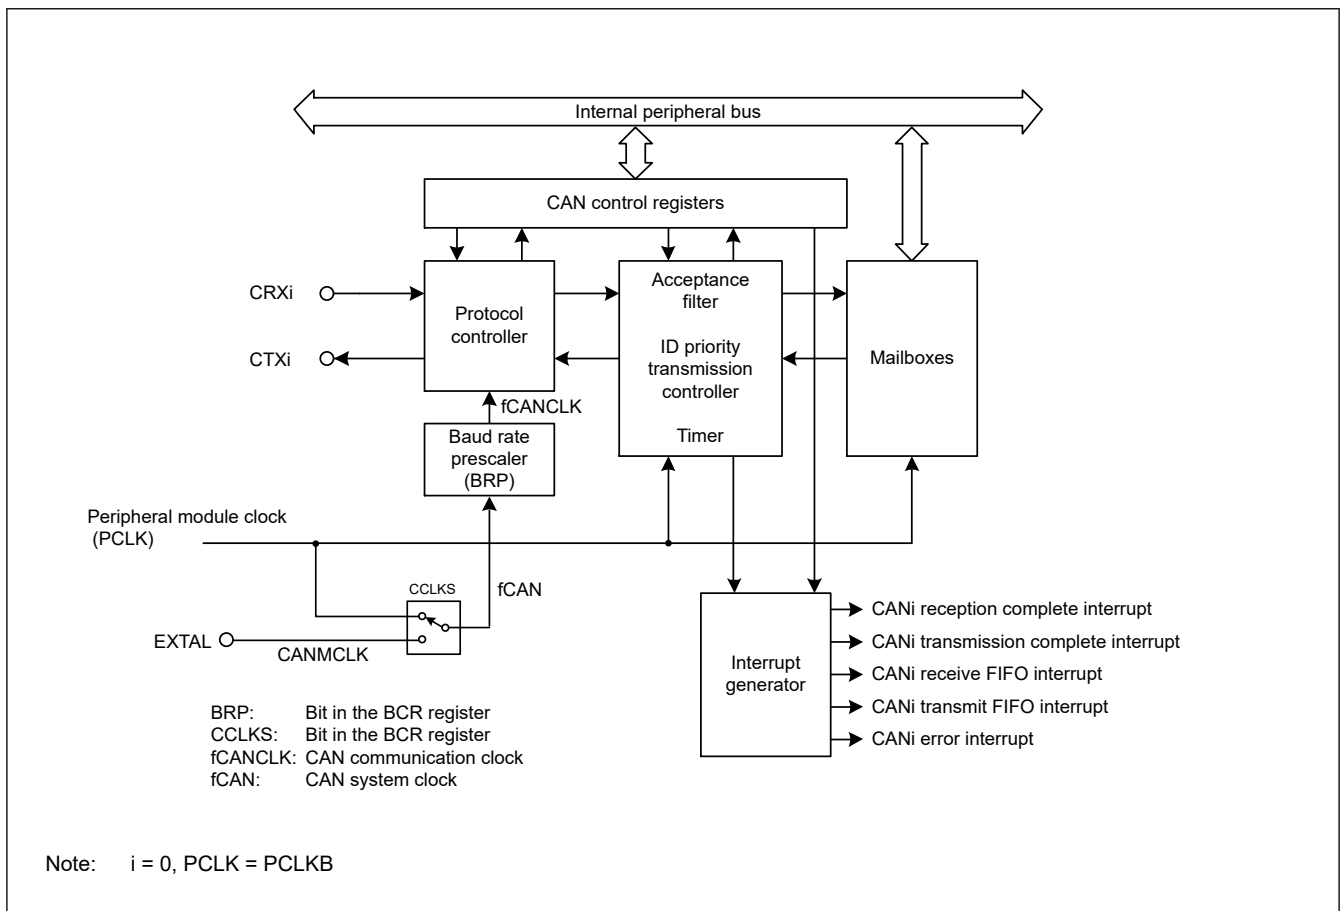 Internal peripheral bus
CAN control registers
CRXi
CTXi
Protocol
controller
Acceptance
filter
ID priority
transmission
controller
Timer
Mailboxes
fCANCLK
Baud rate
prescaler
(BRP)
Peripheral module clock
(PCLK)
CCLKS
fCAN
EXTAL
CANMCLK
Interrupt
generator
CANi reception complete interrupt
CANi transmission complete interrupt
CANi receive FIFO interrupt
CANi transmit FIFO interrupt
CANi error interrupt
BRP: Bit in the BCR register
CCLKS: Bit in the BCR register
fCANCLK: CAN communication clock
fCAN: CAN system clock
Note: i = 0, PCLK = PCLKB